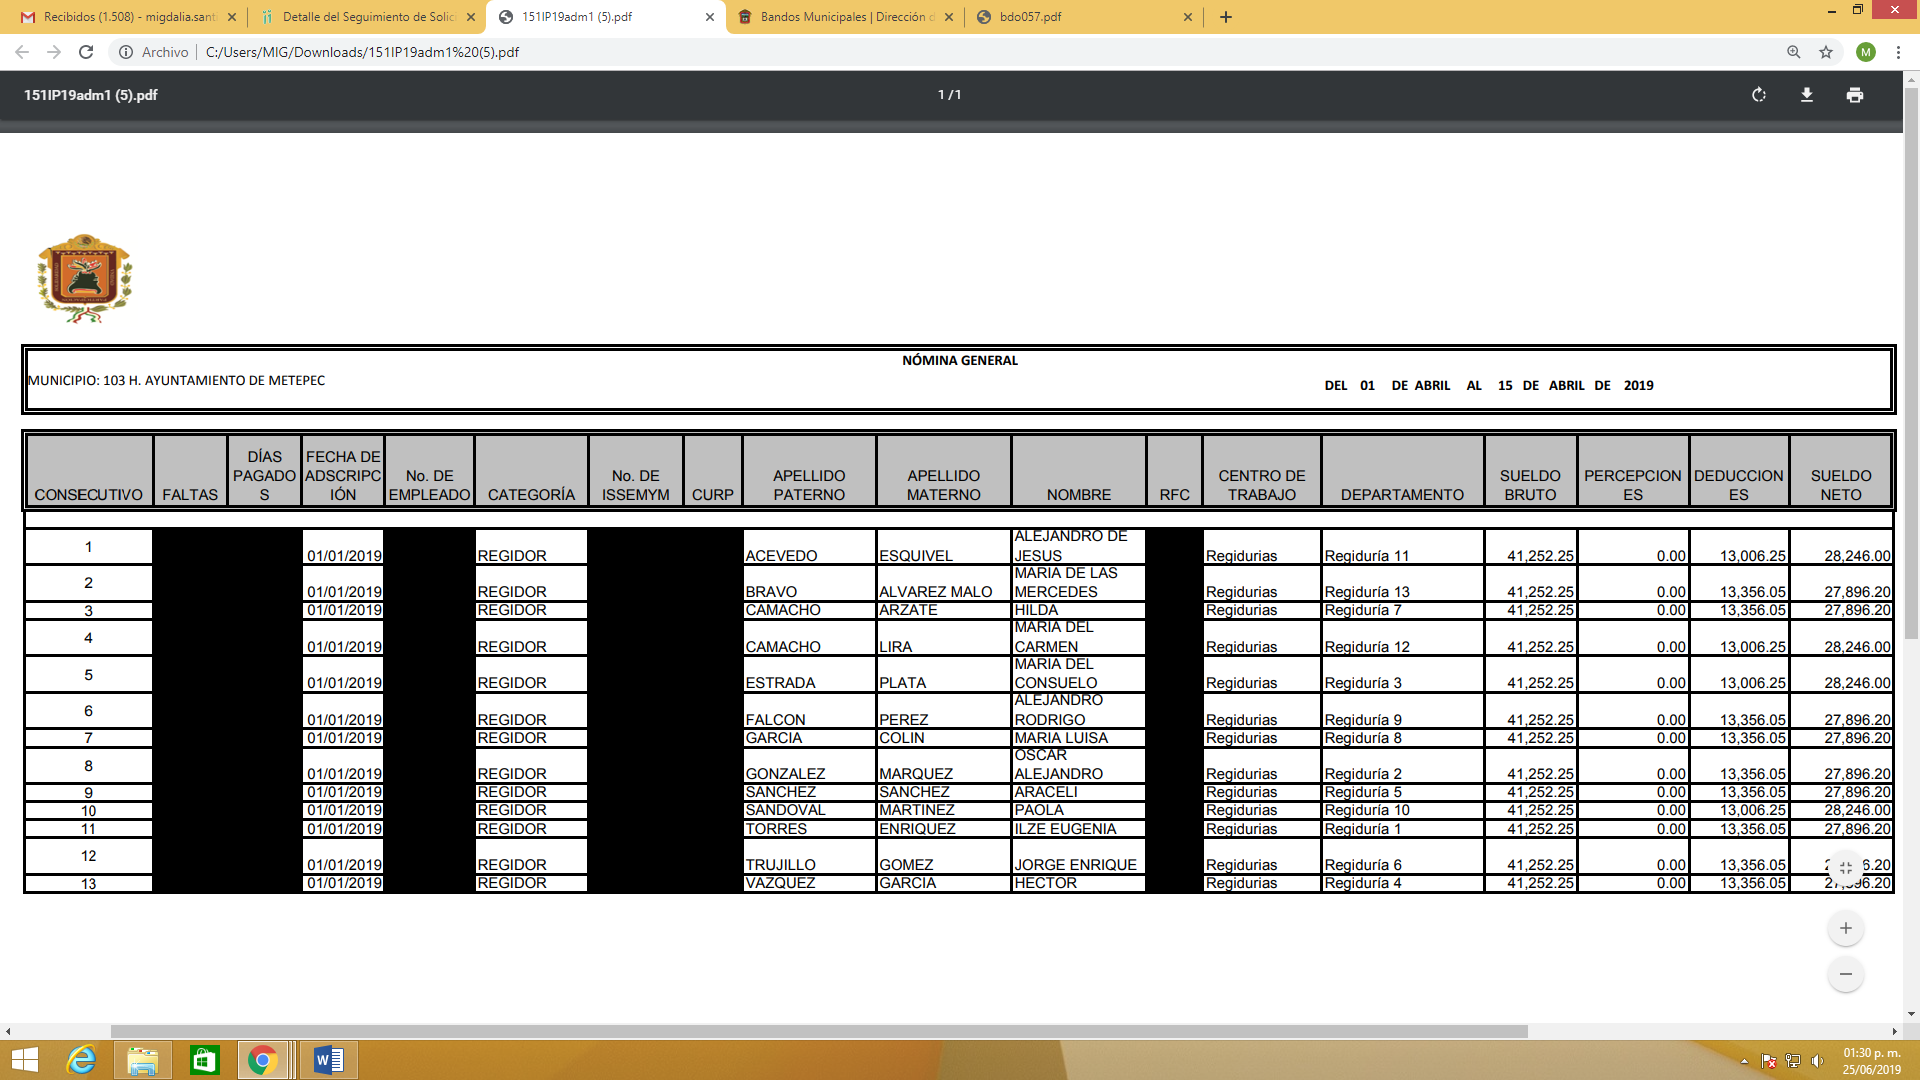 Recibidos (1.508) - migdalia.santi
Detalle del Seguimiento de Solici
151IP19adm1 (5).pdf
Bandos Municipales | Dirección d
bdo057.pdf
Archivo C:/Users/MIG/Downloads/151IP19adm1%20(5).pdf
M
151IP19adm1 (5).pdf
1 / 1
NÓMINA GENERAL
MUNICIPIO: 103 H. AYUNTAMIENTO DE METEPEC
DEL 01 DE ABRIL AL 15 DE ABRIL DE 2019
CONSECUTIVO FALTAS DÍAS PAGADOS FECHA DE ADSCRIPCIÓN No. DE EMPLEADO CATEGORÍA No. DE ISSEMYM CURP APELLIDO PATERNO APELLIDO MATERNO NOMBRE RFC CENTRO DE TRABAJO DEPARTAMENTO SUELDO BRUTO PERCEPCIONES DEDUCCIONES SUELDO NETO
1 01/01/2019 REGIDOR ACEVEDO ESQUIVEL ALEJANDRO DE JESUS Regidurias Regiduría 11 41,252.25 0.00 13,006.25 28,246.00
2 01/01/2019 REGIDOR BRAVO ALVAREZ MALO MARIA DE LAS MERCEDES Regidurias Regiduría 13 41,252.25 0.00 13,356.05 27,896.20
3 01/01/2019 REGIDOR CAMACHO ARZATE HILDA Regidurias Regiduría 7 41,252.25 0.00 13,356.05 27,896.20
4 01/01/2019 REGIDOR CAMACHO LIRA MARIA DEL CARMEN Regidurias Regiduría 12 41,252.25 0.00 13,006.25 28,246.00
5 01/01/2019 REGIDOR ESTRADA PLATA MARIA DEL CONSUELO Regidurias Regiduría 3 41,252.25 0.00 13,006.25 28,246.00
6 01/01/2019 REGIDOR FALCON PEREZ ALEJANDRO RODRIGO Regidurias Regiduría 9 41,252.25 0.00 13,356.05 27,896.20
7 01/01/2019 REGIDOR GARCIA COLIN MARIA LUISA Regidurias Regiduría 8 41,252.25 0.00 13,356.05 27,896.20
8 01/01/2019 REGIDOR GONZALEZ MARQUEZ OSCAR ALEJANDRO Regidurias Regiduría 2 41,252.25 0.00 13,356.05 27,896.20
9 01/01/2019 REGIDOR SANCHEZ SANCHEZ ARACELI Regidurias Regiduría 5 41,252.25 0.00 13,356.05 27,896.20
10 01/01/2019 REGIDOR SANDOVAL MARTINEZ PAOLA Regidurias Regiduría 10 41,252.25 0.00 13,006.25 28,246.00
11 01/01/2019 REGIDOR TORRES ENRIQUEZ ILZE EUGENIA Regidurias Regiduría 1 41,252.25 0.00 13,356.05 27,896.20
12 01/01/2019 REGIDOR TRUJILLO GOMEZ JORGE ENRIQUE Regidurias Regiduría 6 41,252.25 0.00 13,356.05
13 01/01/2019 REGIDOR VAZQUEZ GARCIA HECTOR Regidurias Regiduría 4 41,252.25 0.00 13,356.05 27,896.20
01:30 p. m.
25/06/2019